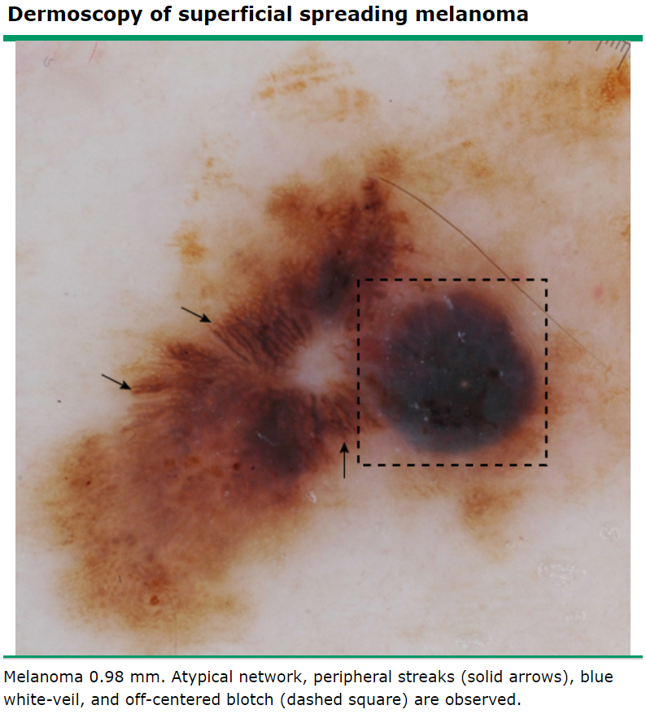 Dermoscopy of superficial spreading melanoma
Melanoma 0.98 mm. Atypical network, peripheral streaks (solid arrows), blue
white-veil, and off-centered blotch (dashed square) are observed.